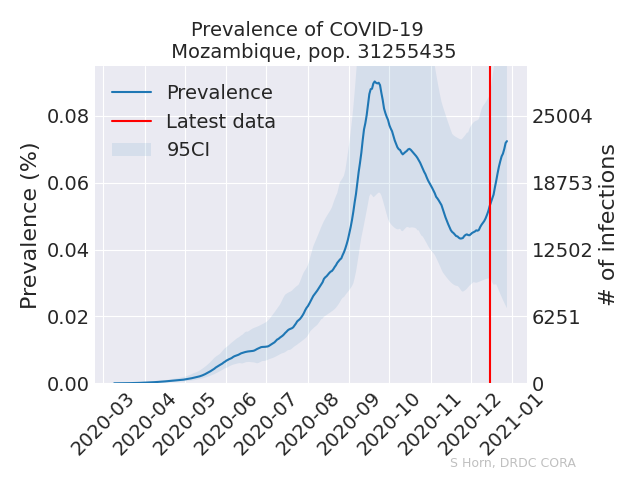 Prevalence of COVID-19
Mozambique, pop. 31255435
Prevalence
Latest data
95CI
Prevalence (%)
0.08
0.06
0.04
0.02
0.00
25004
18753
12502
6251
0
# of infections
2020-03
2020-04
2020-05
2020-06
2020-07
2020-08
2020-09
2020-10
2020-11
2020-12
2021-01
S Horn, DRDC CORA